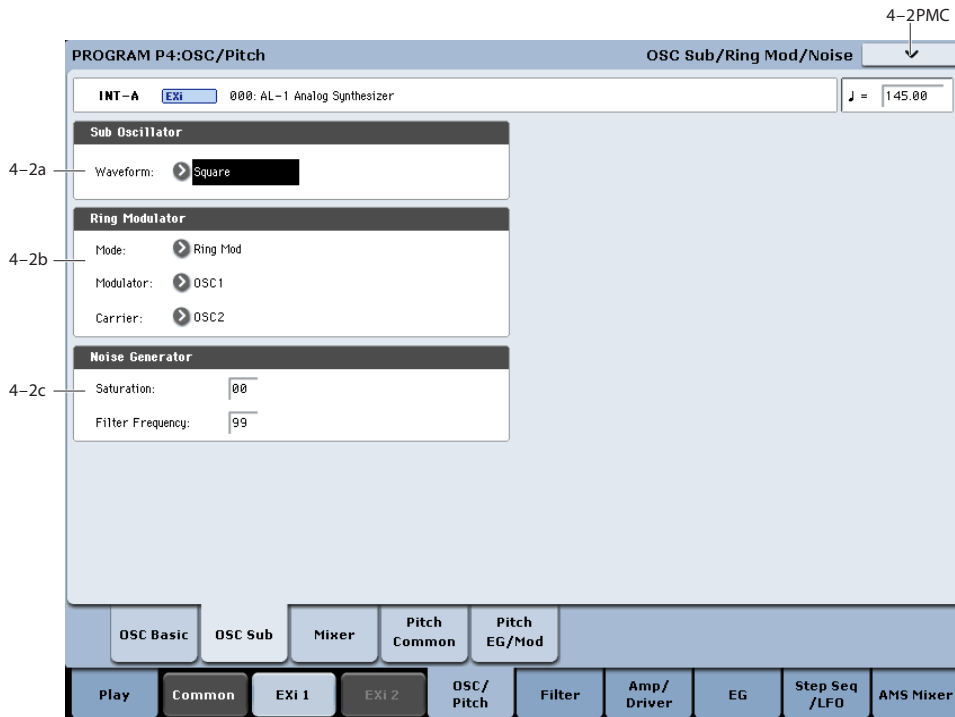 4–2PMC
PROGRAM P4:OSC/Pitch OSC Sub/Ring Mod/Noise
INT-A EXi 000: AL-1 Analog Synthesizer ♩ = 145.00
Sub Oscillator
4–2a Waveform: Square
Ring Modulator
4–2b Mode: Ring Mod
Modulator: OSC1
Carrier: OSC2
Noise Generator
4–2c Saturation: 00
Filter Frequency: 99
OSC Basic OSC Sub Mixer Pitch Common Pitch EG/Mod
Play Common EXi 1 EXi 2 OSC/ Pitch Filter Amp/ Driver EG Step Seq /LFO AMS Mixer